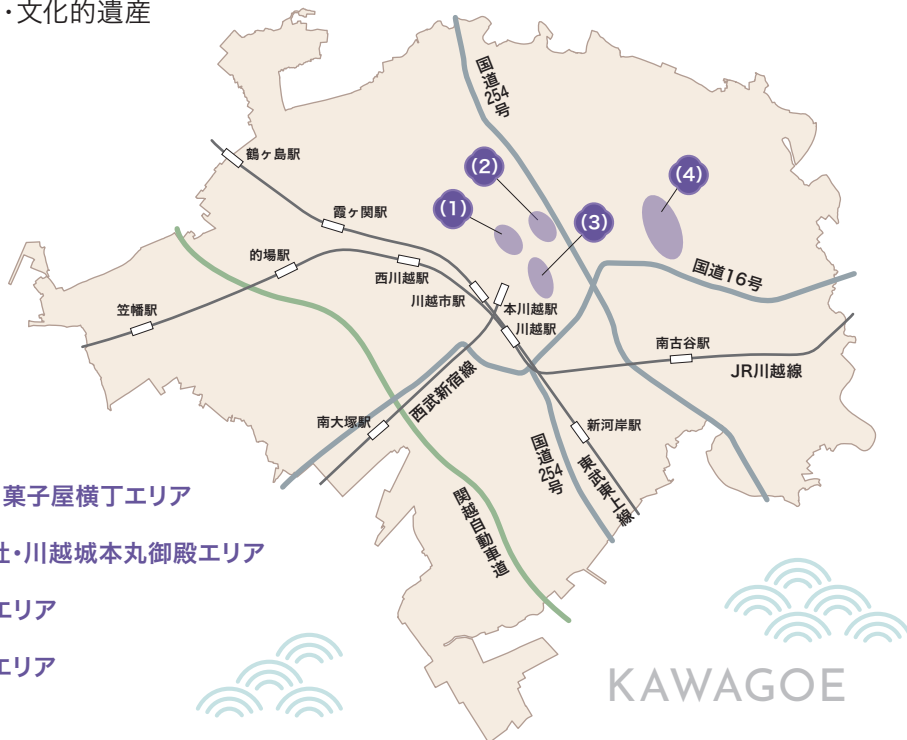 ・文化的遺産
国道254号
(2)
(4)
鶴ヶ島駅
(1)
(3)
霞ヶ関駅
的場駅
西川越駅
国道16号
川越市駅
本川越駅
笠幡駅
川越駅
南古谷駅
JR川越線
西武新宿線
南大塚駅
新河岸駅
国道254号
東武東上線
関越自動車道
菓子屋横丁エリア
社・川越城本丸御殿エリア
エリア
エリア
KAWAGOE